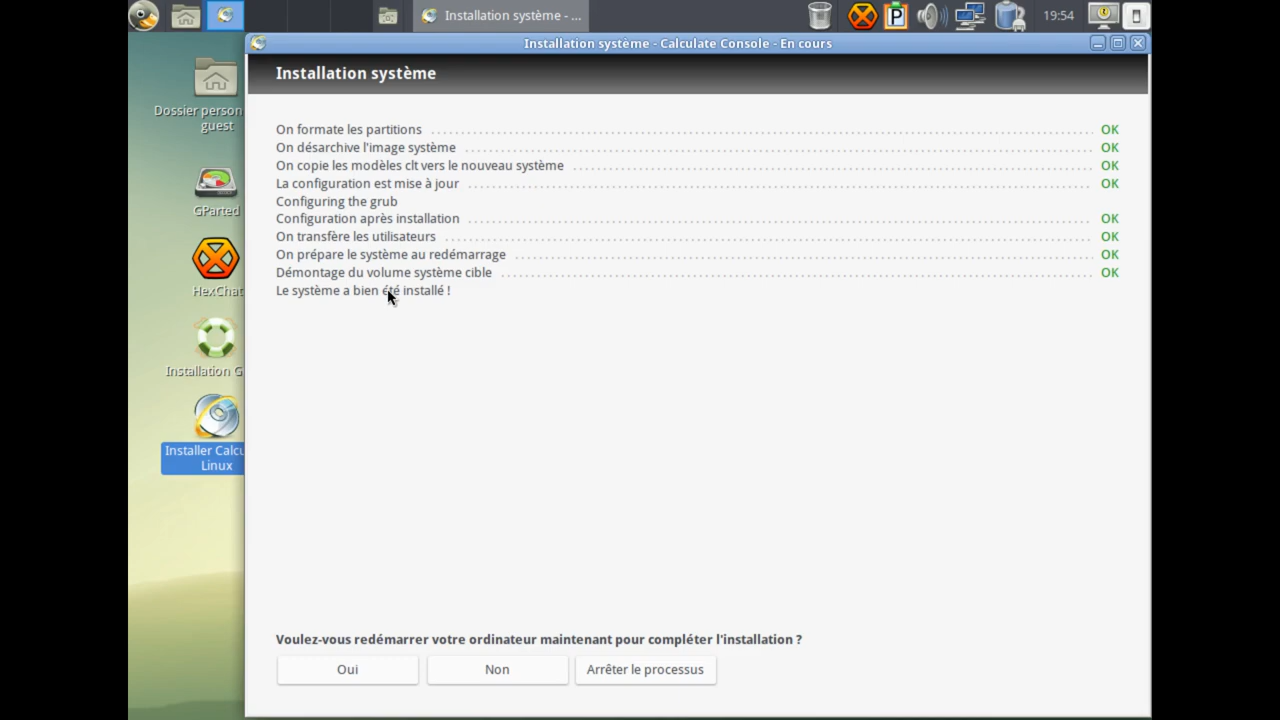 Installation système - ...
19:54
Installation système - Calculate Console - En cours
Installation système
On formate les partitions OK
On désarchive l'image système OK
On copie les modèles clt vers le nouveau système OK
La configuration est mise à jour OK
Configuring the grub
Configuration après installation OK
On transfère les utilisateurs OK
On prépare le système au redémarrage OK
Démontage du volume système cible OK
Le système a bien été installé !
Voulez-vous redémarrer votre ordinateur maintenant pour compléter l'installation ?
Oui
Non
Arrêter le processus
Dossier person
guest
GParted
HexChat
Installation G
Installer Calcu
Linux